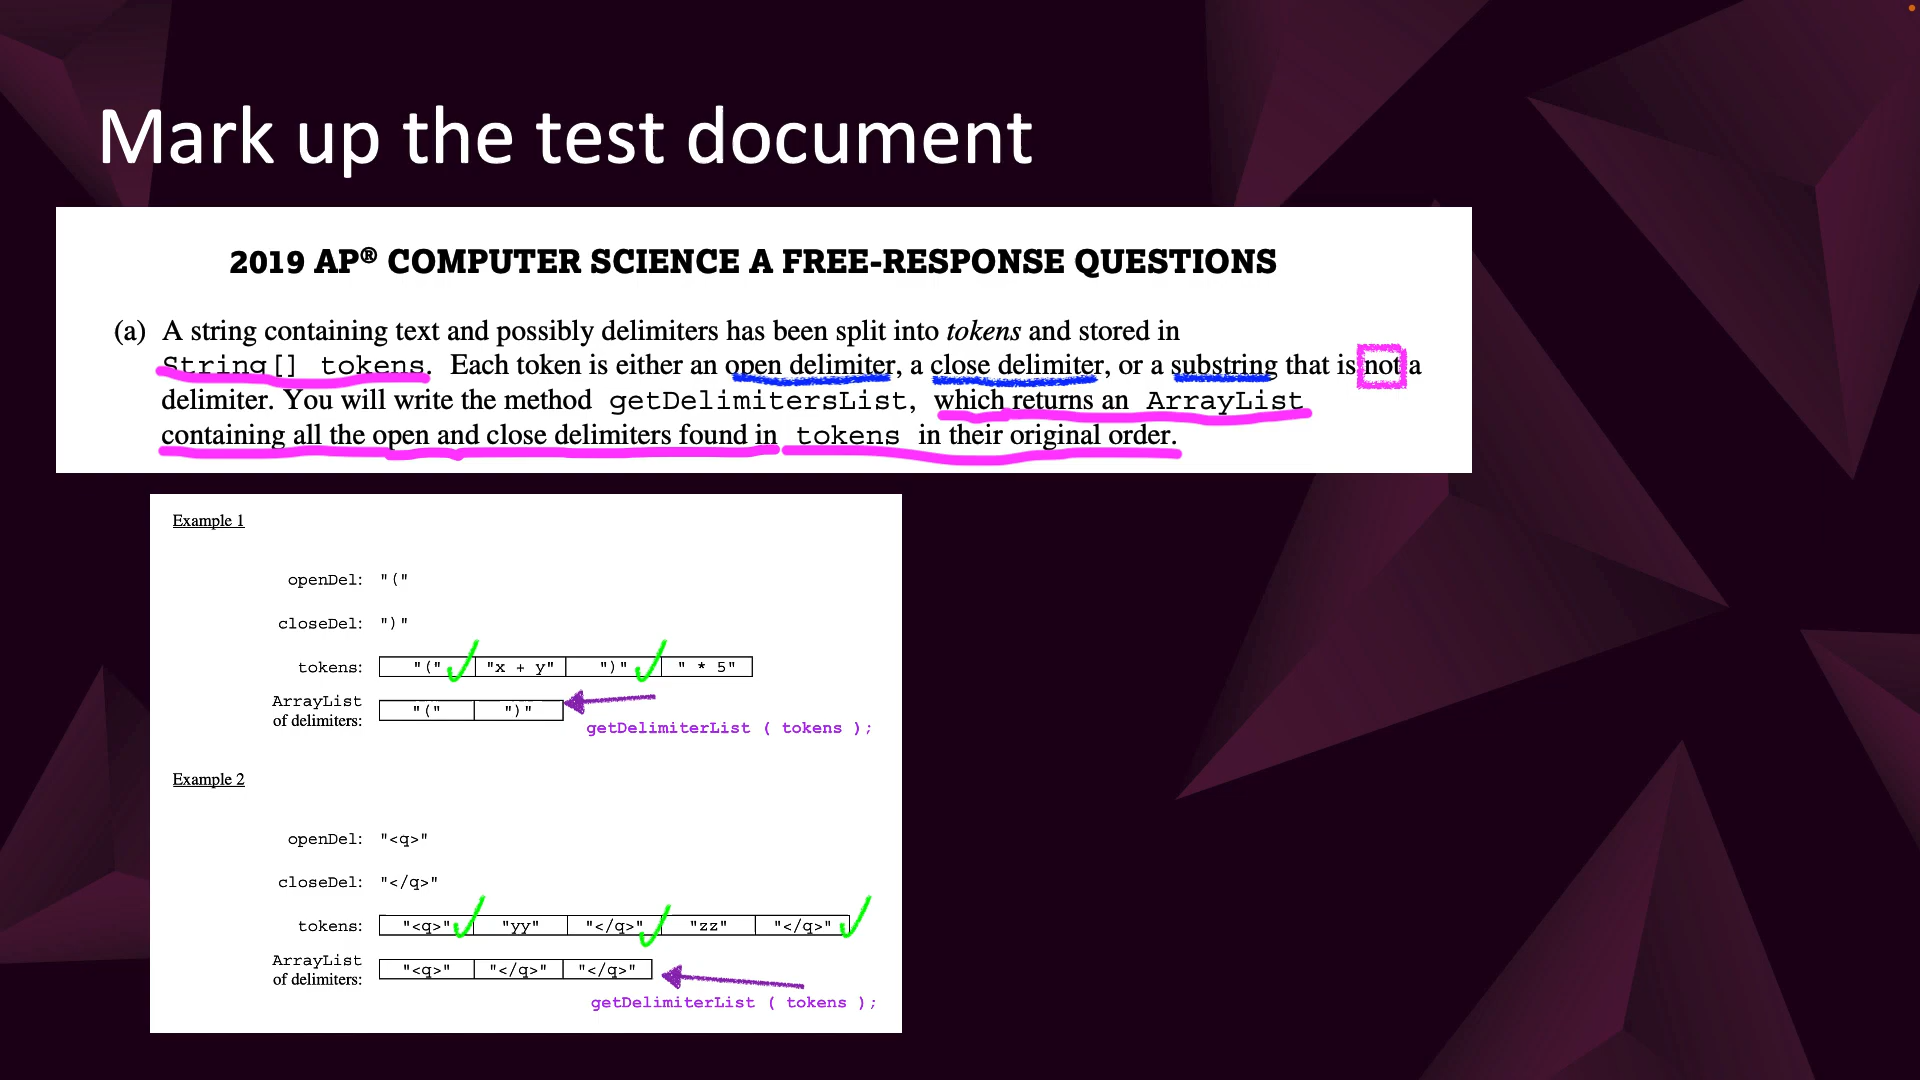 Mark up the test document
2019 AP® COMPUTER SCIENCE A FREE-RESPONSE QUESTIONS
(a) A string containing text and possibly delimiters has been split into tokens and stored in
String[] tokens. Each token is either an open delimiter, a close delimiter, or a substring that is not a
delimiter. You will write the method getDelimitersList, which returns an ArrayList
containing all the open and close delimiters found in tokens in their original order.
Example 1
openDel: "("
closeDel: ")"
tokens: "(" "x + y" ")" " * 5"
ArrayList
of delimiters: "(" ")"
getDelimiterList ( tokens );
Example 2
openDel: "<q>"
closeDel: "</q>"
tokens: "<q>" "yy" "</q>" "zz" "</q>"
ArrayList
of delimiters: "<q>" "</q>" "</q>"
getDelimiterList ( tokens );